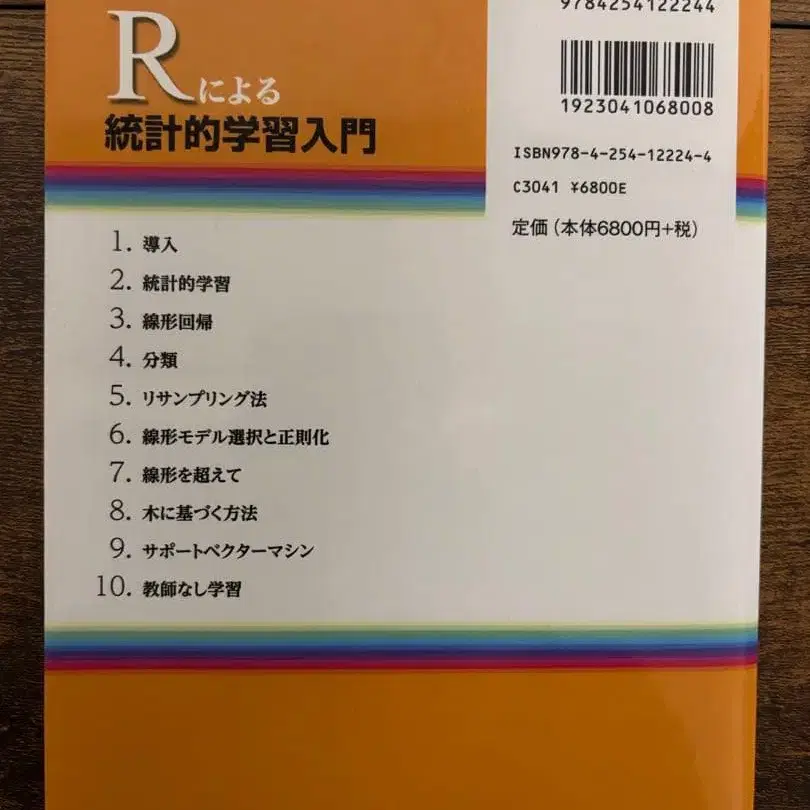 9784254122244
Rによる
統計的学習入門
1923041068008
ISBN978-4-254-12224-4
C3041 ¥6800E
定価(本体6800円+税)
1. 導入
2. 統計的学習
3. 線形回帰
4. 分類
5. リサンプリング法
6. 線形モデル選択と正則化
7. 線形を超えて
8. 木に基づく方法
9. サポートベクターマシン
10. 教師なし学習